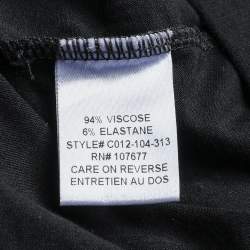 94% VISCOSE
6% ELASTANE
STYLE# C012-104-313
RN# 107677
CARE ON REVERSE
ENTRETIEN AU DOS